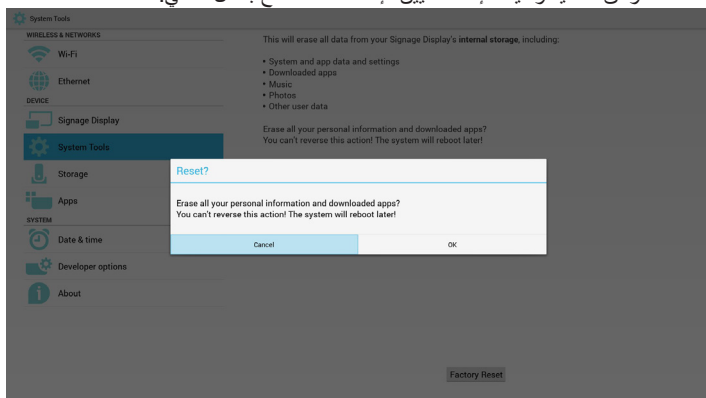 System Tools
WIRELESS & NETWORKS
Wi-Fi
Ethernet
DEVICE
Signage Display
System Tools
Storage
Apps
SYSTEM
Date & time
Developer options
About
This will erase all data from your Signage Display's internal storage, including:
• System and app data and settings
• Downloaded apps
• Music
• Photos
• Other user data
Erase all your personal information and downloaded apps?
You can't reverse this action! The system will reboot later!
Reset?
Erase all your personal information and downloaded apps?
You can't reverse this action! The system will reboot later!
Cancel
OK
Factory Reset